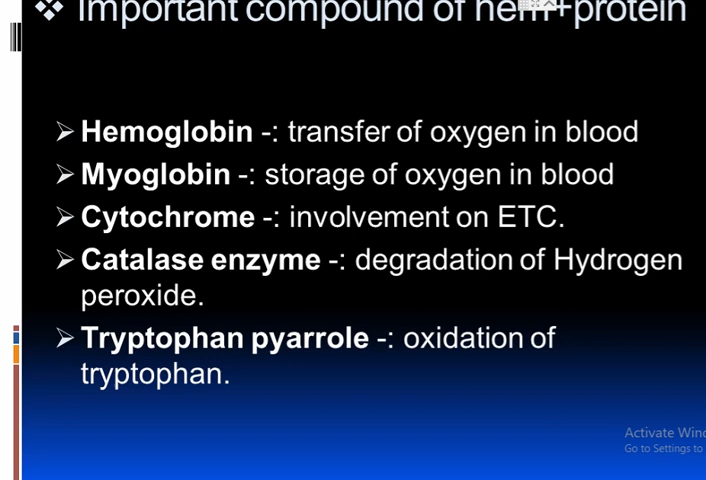 ❖ Important compound of hem+protein
➢ Hemoglobin -: transfer of oxygen in blood
➢ Myoglobin -: storage of oxygen in blood
➢ Cytochrome -: involvement on ETC.
➢ Catalase enzyme -: degradation of Hydrogen
peroxide.
➢ Tryptophan pyarrole -: oxidation of
tryptophan.
Activate Wind
Go to Settings to